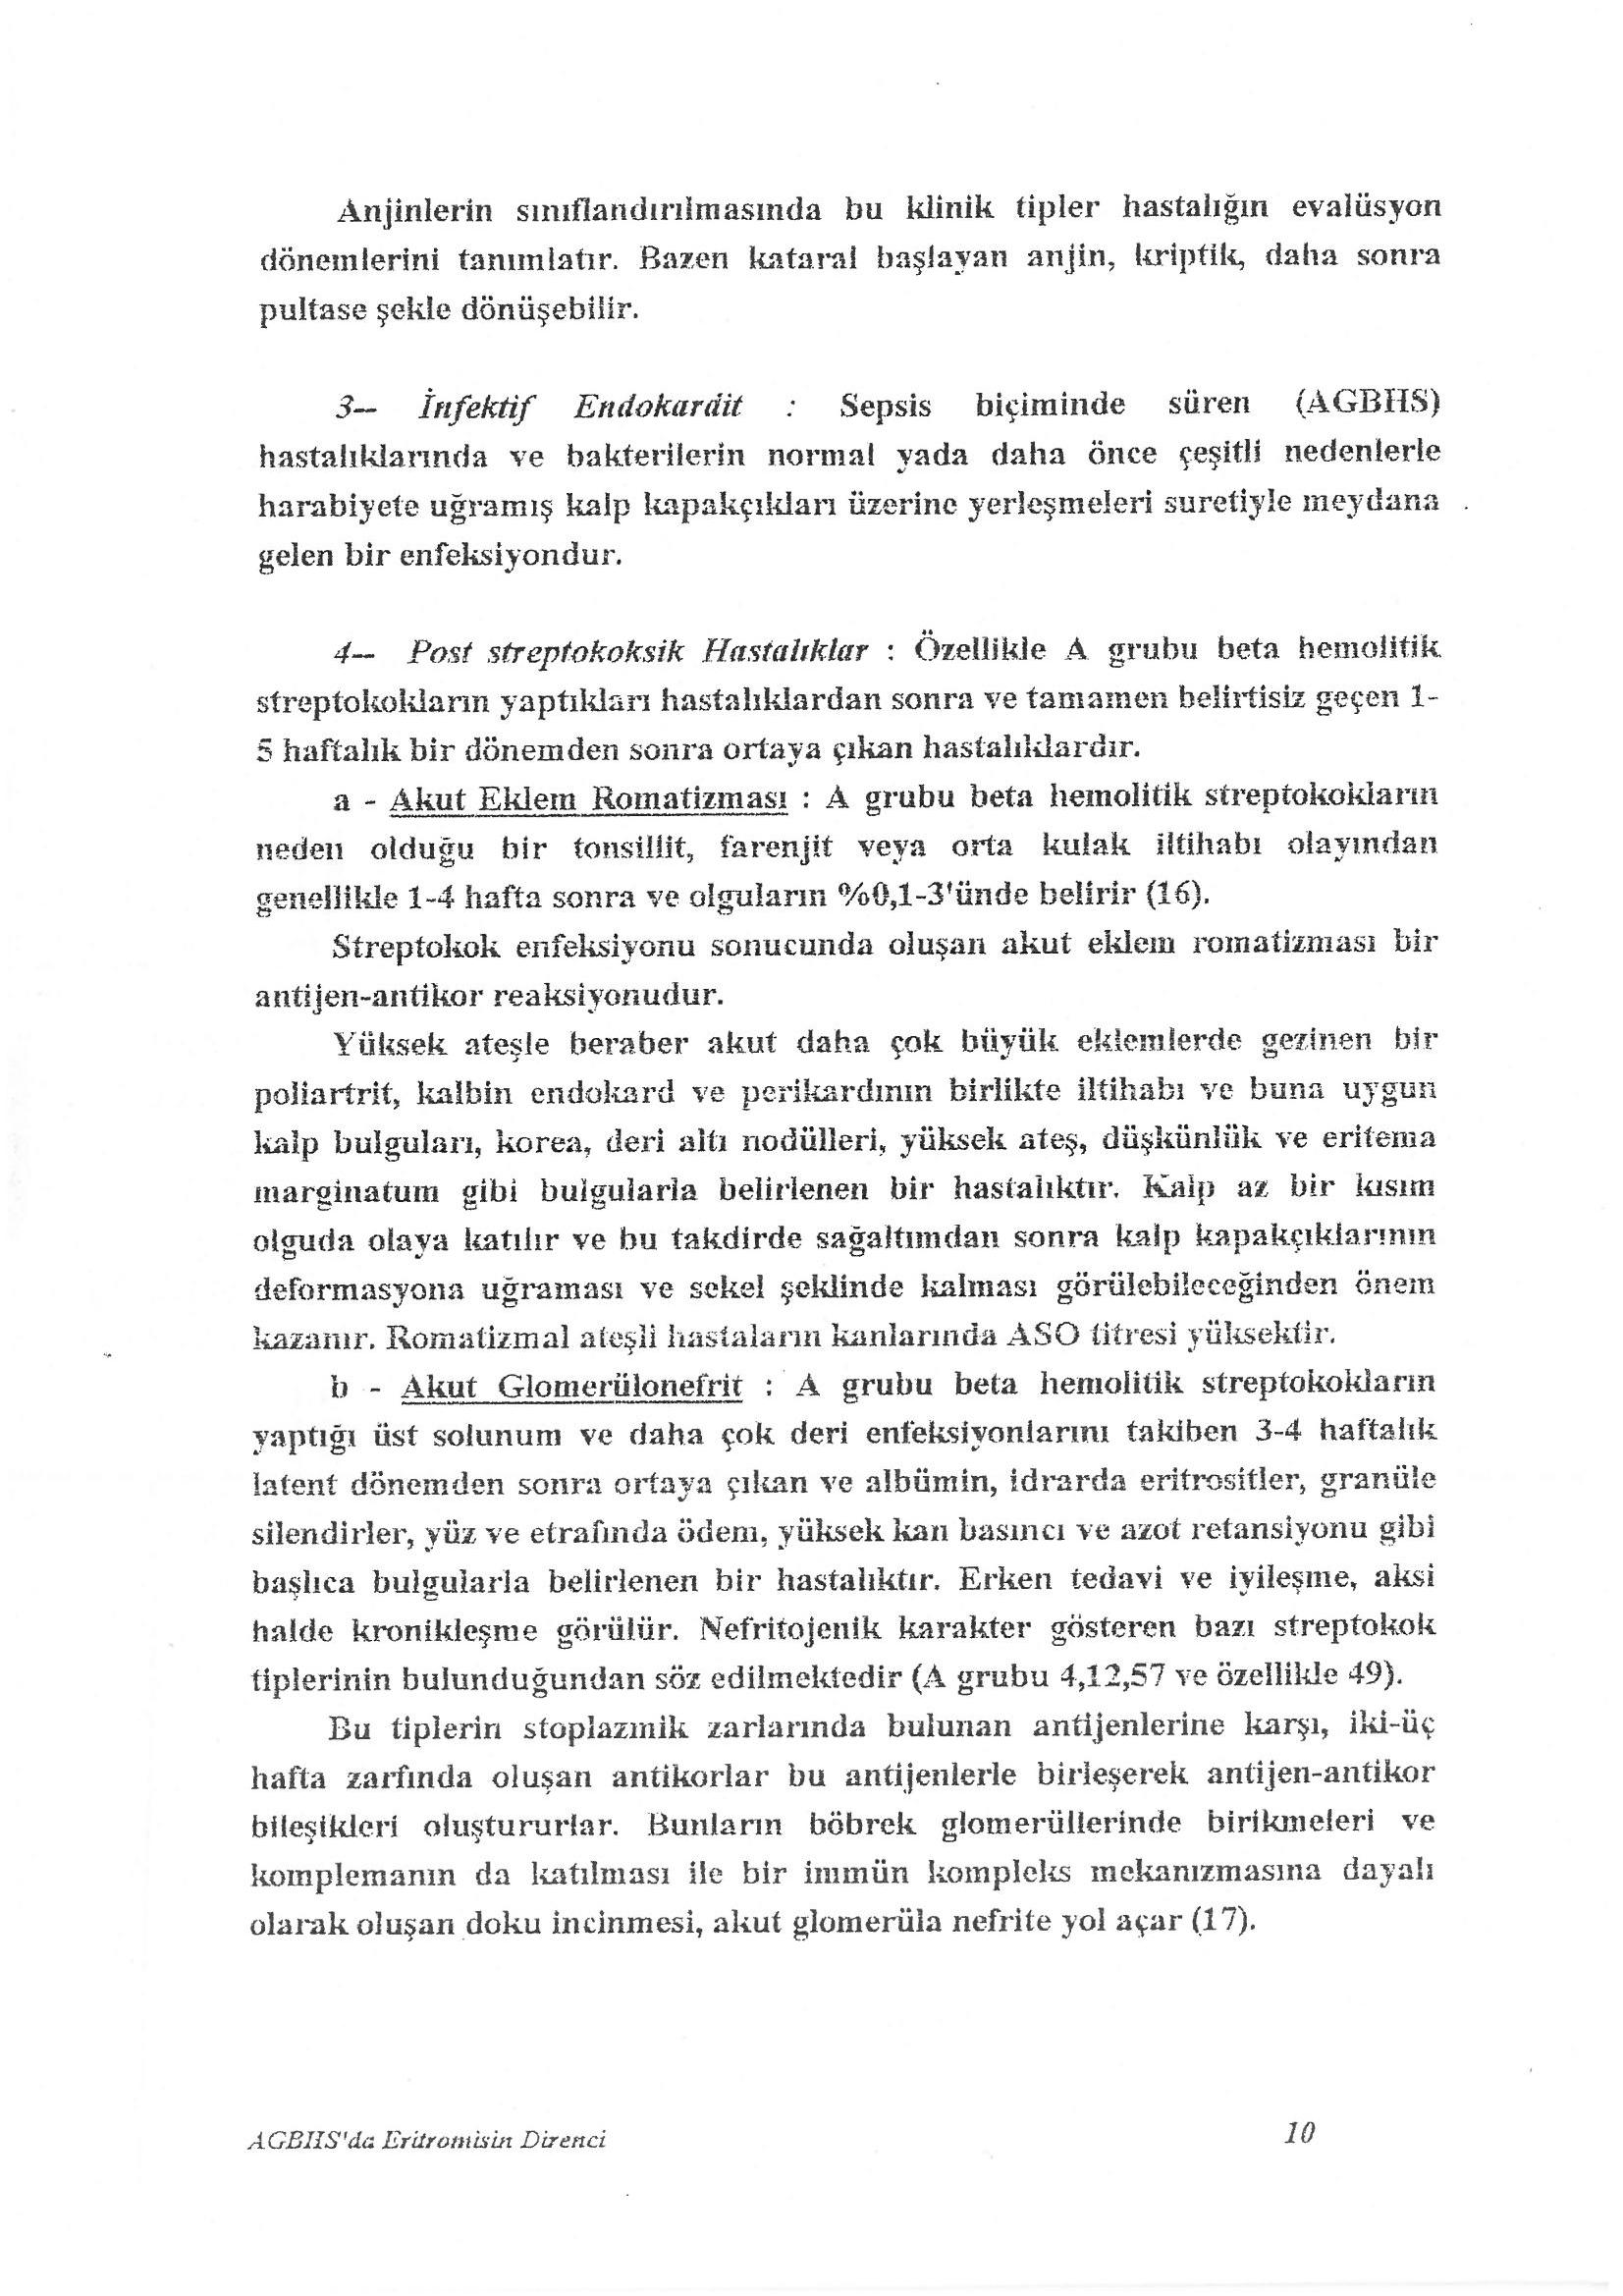 Anjinlerin sınıflandırılmasında bu klinik tipler hastalığın evalüsyon
dönemlerini tanımlatır. Bazen kataral başlayan anjin, kriptik, daha sonra
pultase şekle dönüşebilir.
3— İnfektif Endokardit : Sepsis biçiminde süren (AGBHS)
hastalıklarında ve bakterilerin normal yada daha önce çeşitli nedenlerle
harabiyete uğramış kalp kapakçıkları üzerine yerleşmeleri suretiyle meydana
gelen bir enfeksiyondur.
4— Post streptokoksik Hastalıklar : Özellikle A grubu beta hemolitik
streptokokların yaptıkları hastalıklardan sonra ve tamamen belirtisiz geçen 1-
5 haftalık bir dönemden sonra ortaya çıkan hastalıklardır.
a - Akut Eklem Romatizması : A grubu beta hemolitik streptokokların
neden olduğu bir tonsillit, farenjit veya orta kulak iltihabı olayından
genellikle 1-4 hafta sonra ve olguların %0,1-3'ünde belirir (16).
Streptokok enfeksiyonu sonucunda oluşan akut eklem romatizması bir
antijen-antikor reaksiyonudur.
Yüksek ateşle beraber akut daha çok büyük eklemlerde gezinen bir
poliartrit, kalbin endokard ve perikardının birlikte iltihabı ve buna uygun
kalp bulguları, korea, deri altı nodülleri, yüksek ateş, düşkünlük ve eritema
marginatum gibi bulgularla belirlenen bir hastalıktır. Kalp az bir kısım
olguda olaya katılır ve bu takdirde sağaltımdan sonra kalp kapakçıklarının
deformasyona uğraması ve sekel şeklinde kalması görülebileceğinden önem
kazanır. Romatizmal ateşli hastaların kanlarında ASO titresi yüksektir.
b - Akut Glomerülonefrit : A grubu beta hemolitik streptokokların
yaptığı üst solunum ve daha çok deri enfeksiyonlarını takiben 3-4 haftalık
latent dönemden sonra ortaya çıkan ve albümin, idrarda eritrositler, granüle
silendirler, yüz ve etrafında ödem, yüksek kan basıncı ve azot retansiyonu gibi
başlıca bulgularla belirlenen bir hastalıktır. Erken tedavi ve iyileşme, aksi
halde kronikleşme görülür. Nefritojenik karakter gösteren bazı streptokok
tiplerinin bulunduğundan söz edilmektedir (A grubu 4,12,57 ve özellikle 49).
Bu tiplerin stoplazmik zarlarında bulunan antijenlerine karşı, iki-üç
hafta zarfında oluşan antikorlar bu antijenlerle birleşerek antijen-antikor
bileşikleri oluştururlar. Bunların böbrek glomerüllerinde birikmeleri ve
komplemanın da katılması ile bir immün kompleks mekanızmasına dayalı
olarak oluşan doku incinmesi, akut glomerüla nefrite yol açar (17).
AGBHS'da Eritromisin Direnci 10